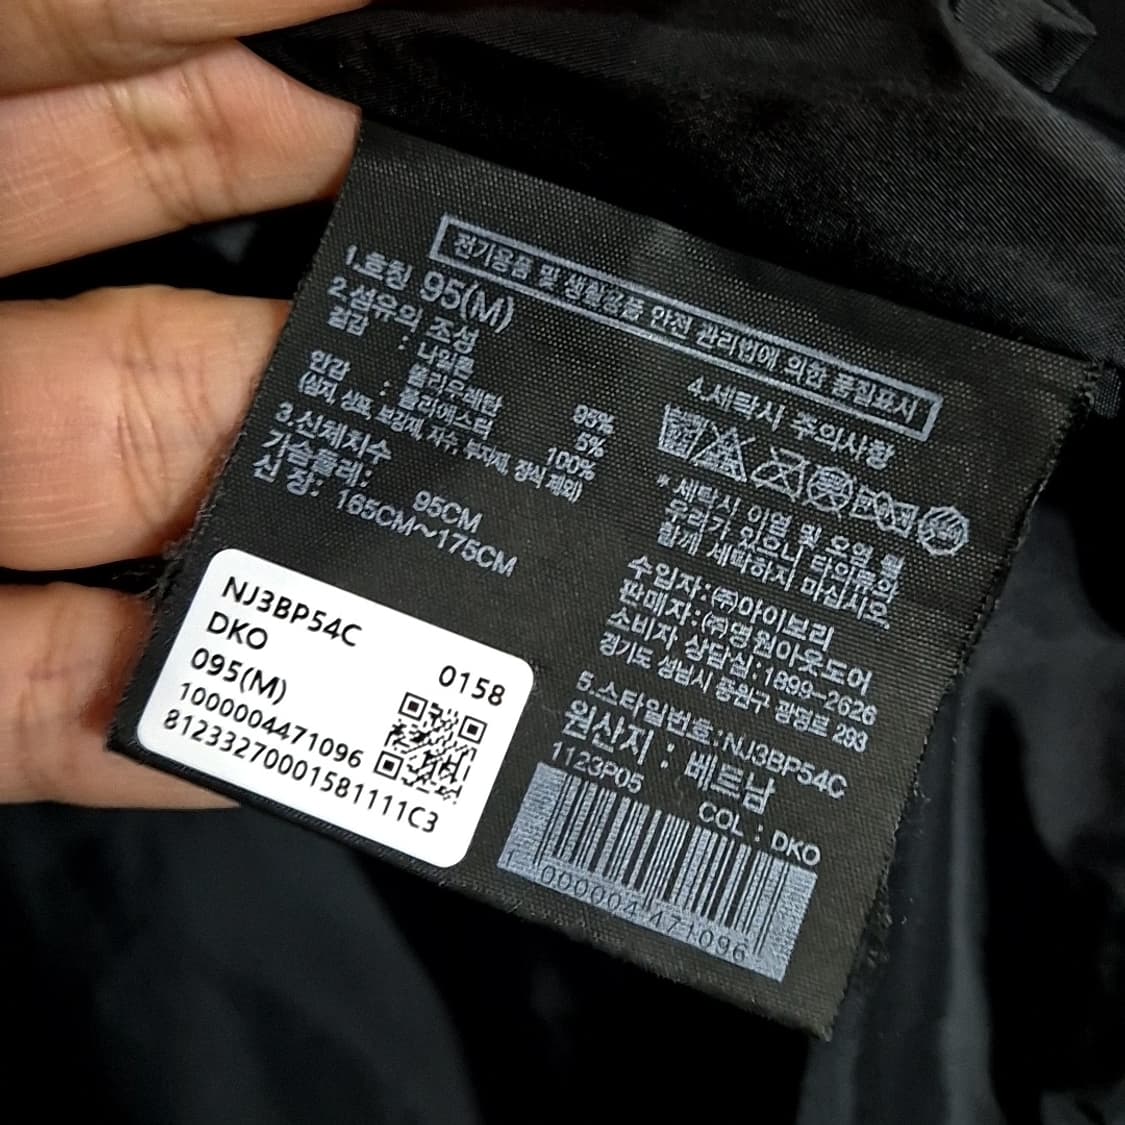 전기용품 및 생활용품 안전 관리법에 의한 품질표시
1.호칭 95(M)
2.섬유의 조성
겉감 : 나일론 95%
폴리우레탄 5%
안감 : 폴리에스터 100%
(심지, 샘보, 보강재, 자수, 부자재, 장식 제외)
3.신체치수
가슴둘레: 95CM
신 장: 165CM~175CM
4.세탁시 주의사항
* 세탁시 이염 및 오염 될
우려가 있으니 타의류와
함께 세탁하지 마십시오
수입자:㈜아이브리
판매자:㈜영원아웃도어
소비자 상담실:1899-2626
경기도 성남시 중원구 광명로 293
5.스타일번호:NJ3BP54C
원산지 : 베트남
1123P05 COL : DKO
000004471096
NJ3BP54C
DKO 0158
095(M)
1000004471096
81233270001581111C3